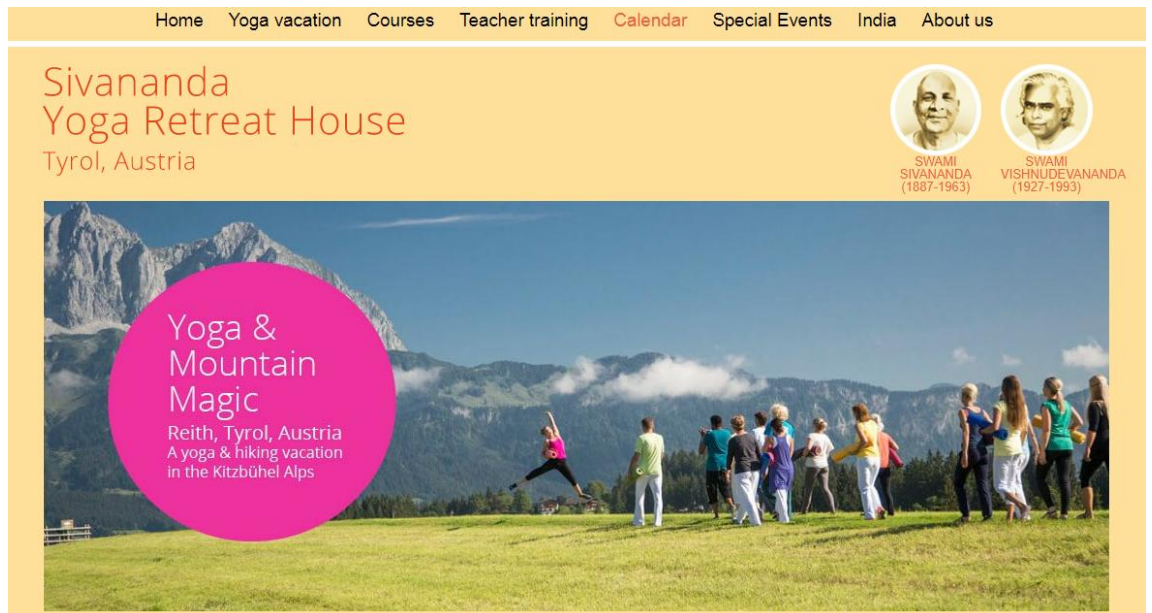 Home Yoga vacation Courses Teacher training Calendar Special Events India About us
Sivananda
Yoga Retreat House
Tyrol, Austria
SWAMI
SIVANANDA
(1887-1963)
SWAMI
VISHNUDEVANANDA
(1927-1993)
Yoga &
Mountain
Magic
Reith, Tyrol, Austria
A yoga & hiking vacation
in the Kitzbühel Alps